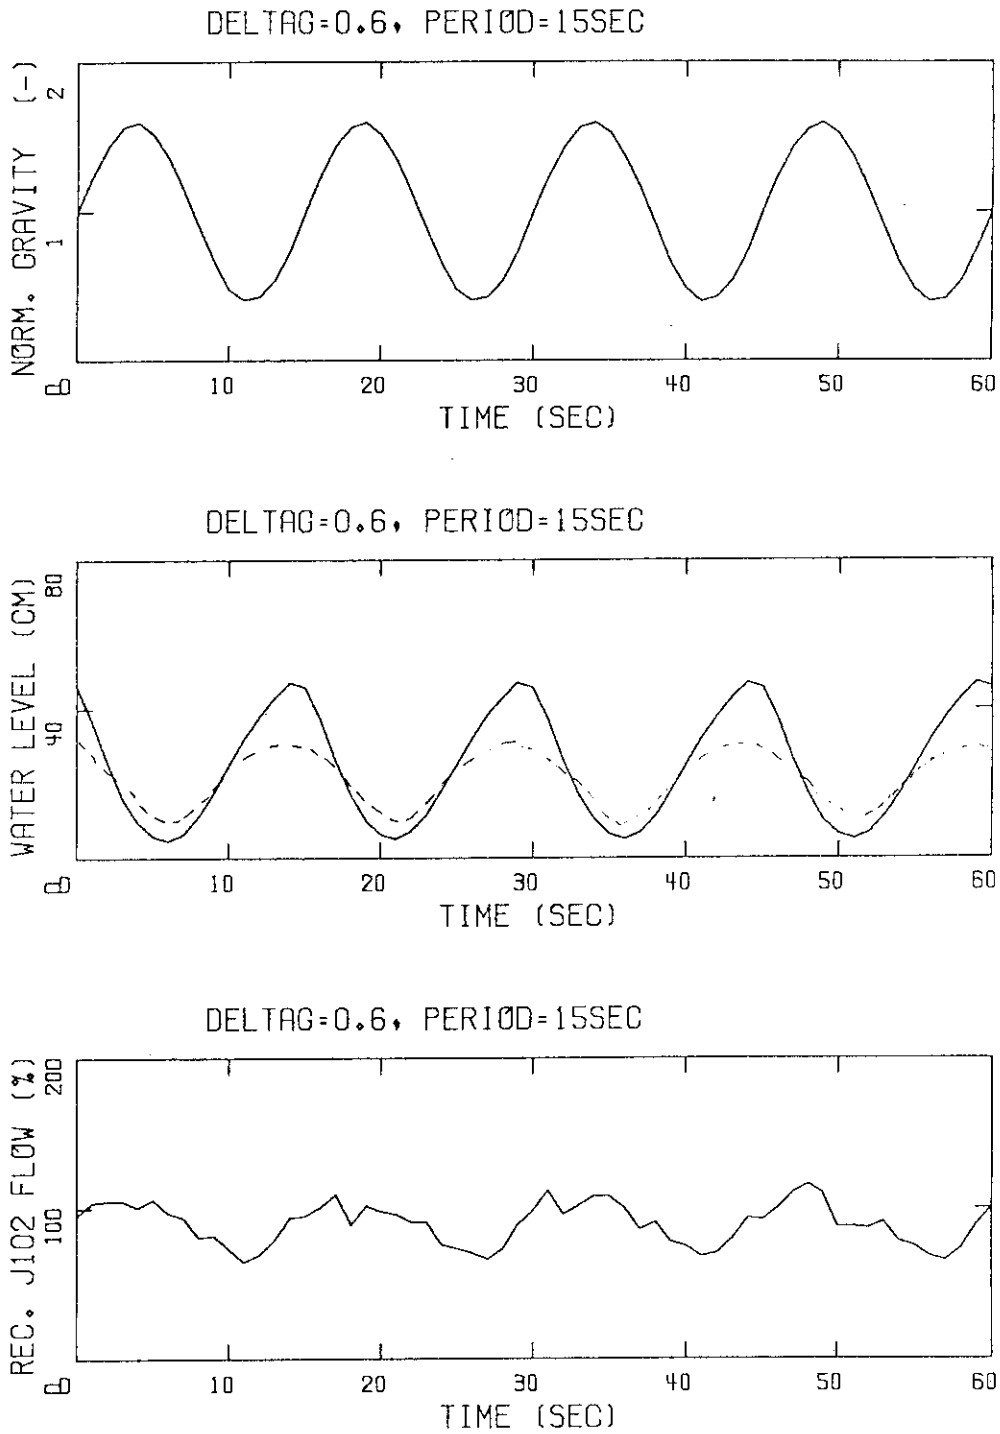 DELTAG=0.6, PERIØD=15SEC
NØRM. GRAVITY (-)
2
1
0
10 20 30 40 50 60
TIME (SEC)
DELTAG=0.6, PERIØD=15SEC
WATER LEVEL (CM)
80
40
0
10 20 30 40 50 60
TIME (SEC)
DELTAG=0.6, PERIØD=15SEC
REC. J102 FLØW (%)
200
100
0
10 20 30 40 50 60
TIME (SEC)